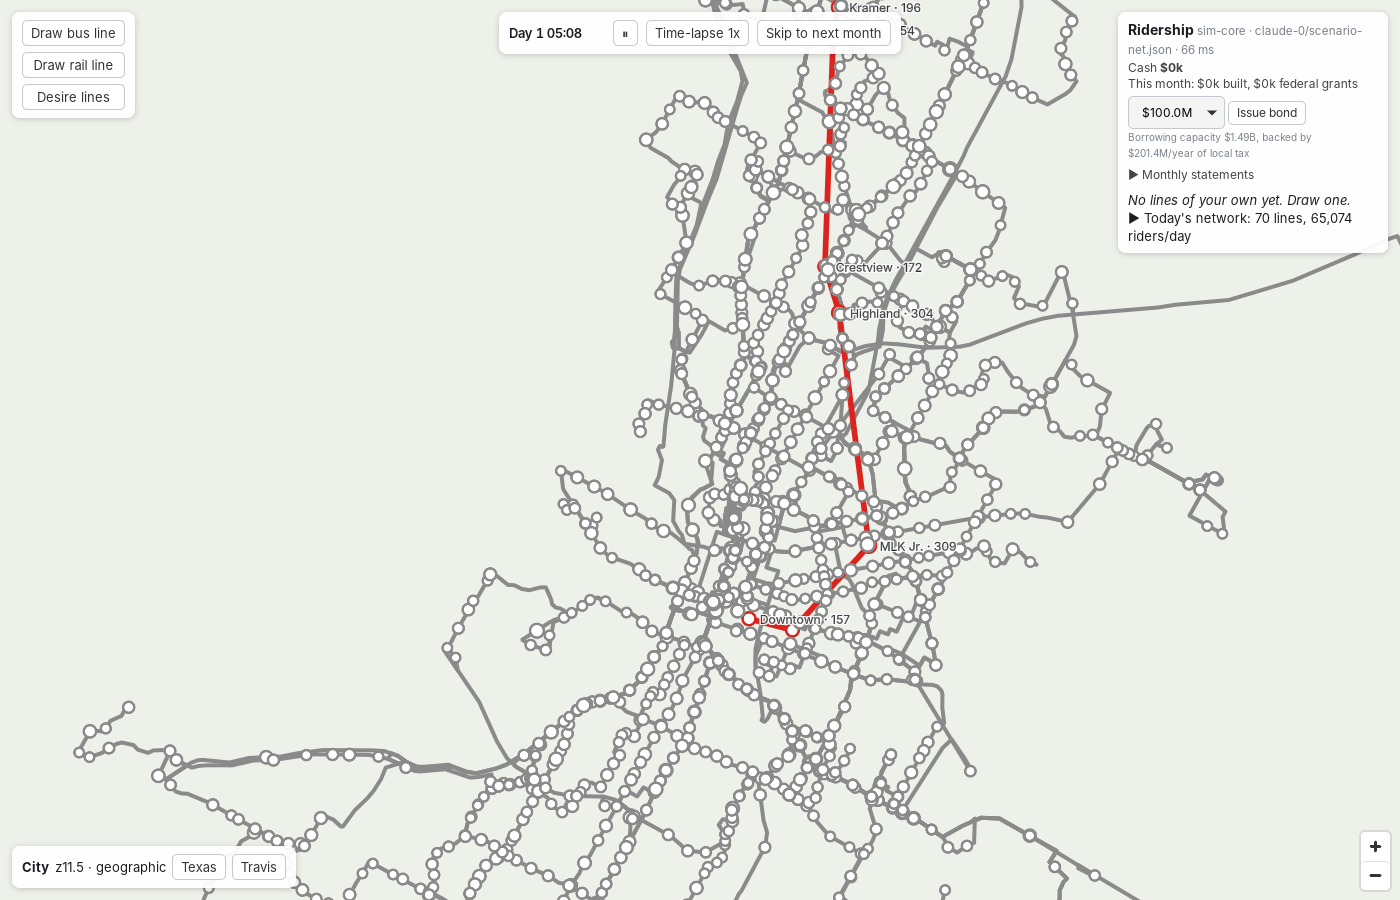 Draw bus line
Draw rail line
Desire lines
Day 1 05:08
Time-lapse 1x
Skip to next month
Kramer · 196
54
Ridership sim-core · claude-0/scenario-
net.json · 66 ms
Cash $0k
This month: $0k built, $0k federal grants
$100.0M
Issue bond
Borrowing capacity $1.49B, backed by
$201.4M/year of local tax
▶ Monthly statements
No lines of your own yet. Draw one.
▶ Today's network: 70 lines, 65,074
riders/day
Crestview · 172
Highland · 304
MLK Jr. · 309
Downtown · 157
City z11.5 · geographic
Texas
Travis
+
−